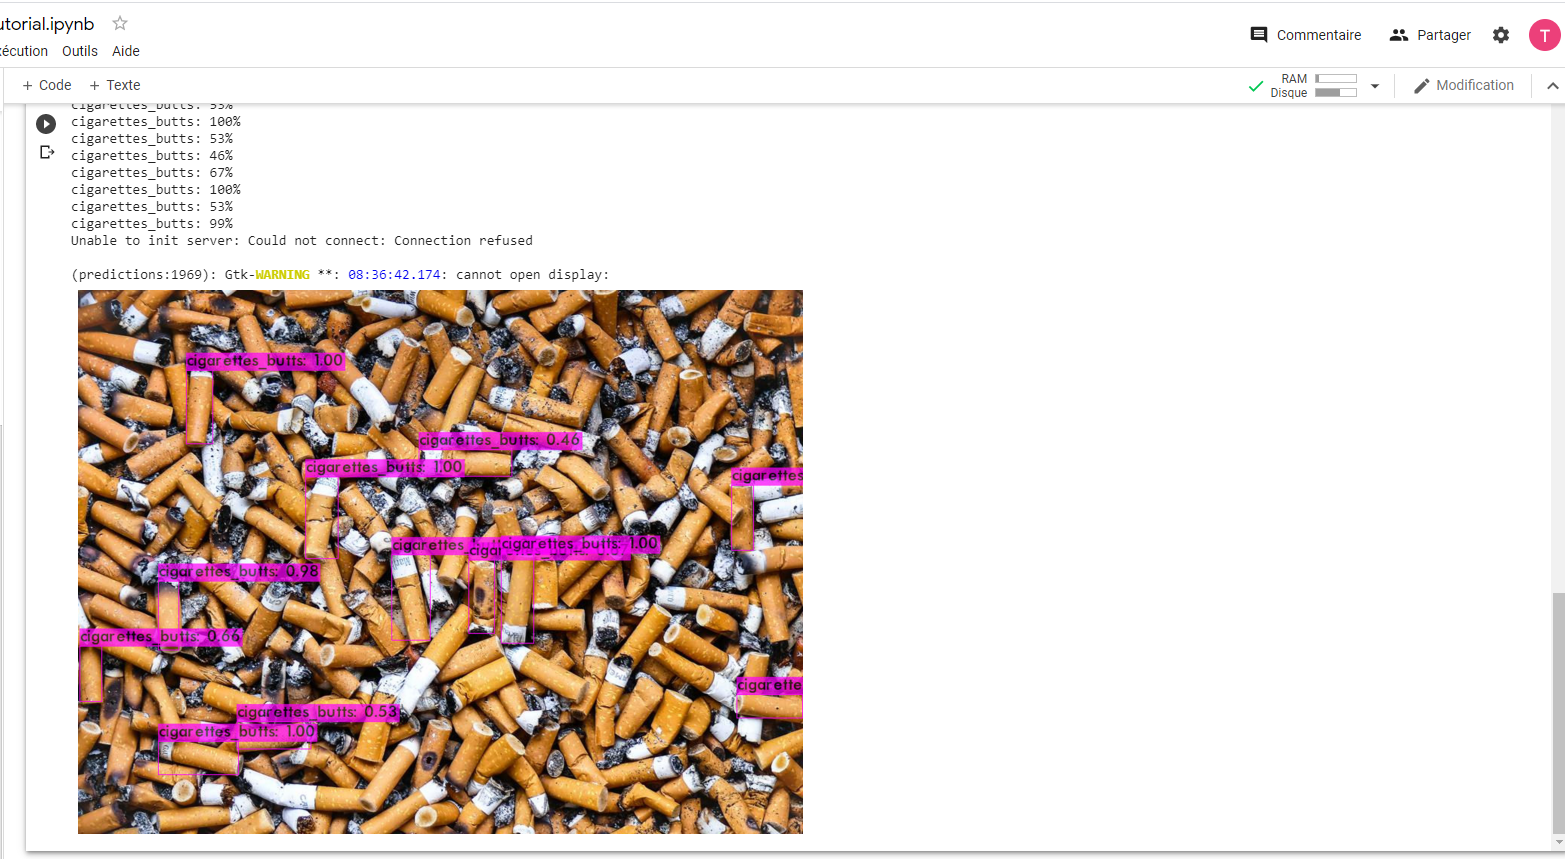 utorial.ipynb
écution Outils Aide
Commentaire Partager T
+ Code + Texte
RAM
Disque
Modification
cigarettes_butts: 53%
cigarettes_butts: 100%
cigarettes_butts: 53%
cigarettes_butts: 46%
cigarettes_butts: 67%
cigarettes_butts: 100%
cigarettes_butts: 53%
cigarettes_butts: 99%
Unable to init server: Could not connect: Connection refused
(predictions:1969): Gtk-WARNING **: 08:36:42.174: cannot open display:
cigarettes_butts: 1.00
cigarettes_butts: 0.46
cigarettes_butts: 1.00
cigarettes
cigarettes
cigar
cigarettes_butts: 1.00
cigarettes_butts: 0.98
cigarettes_butts: 0.66
cigarette
cigarettes_butts: 0.53
cigarettes_butts: 1.00